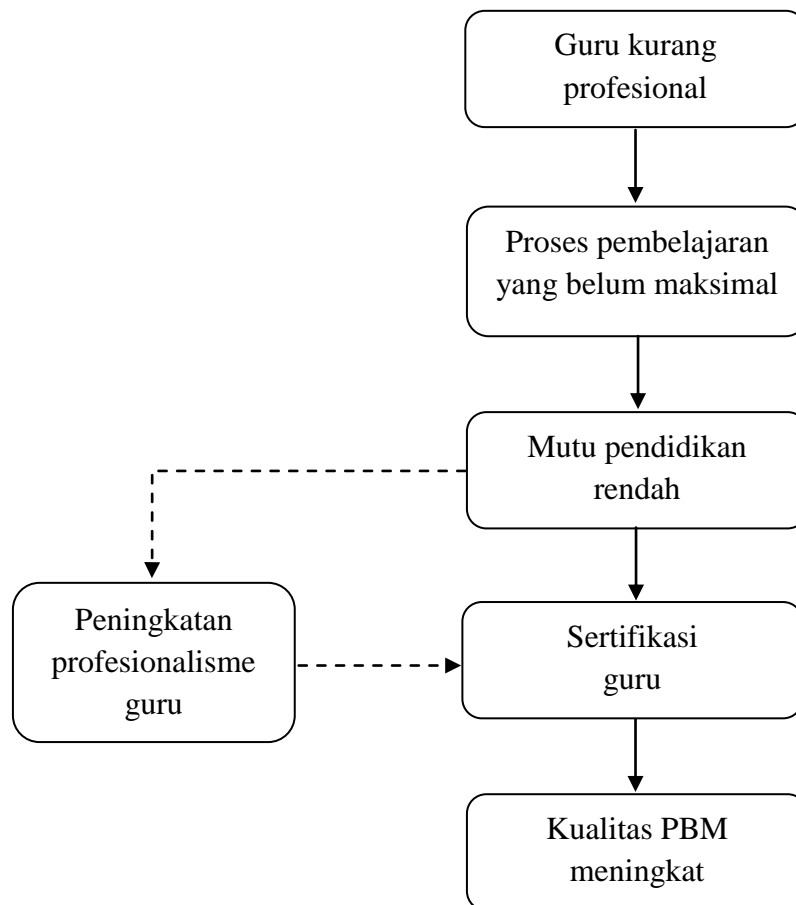 Guru kurang
profesional
Proses pembelajaran
yang belum maksimal
Mutu pendidikan
rendah
Peningkatan
profesionalisme
guru
Sertifikasi
guru
Kualitas PBM
meningkat